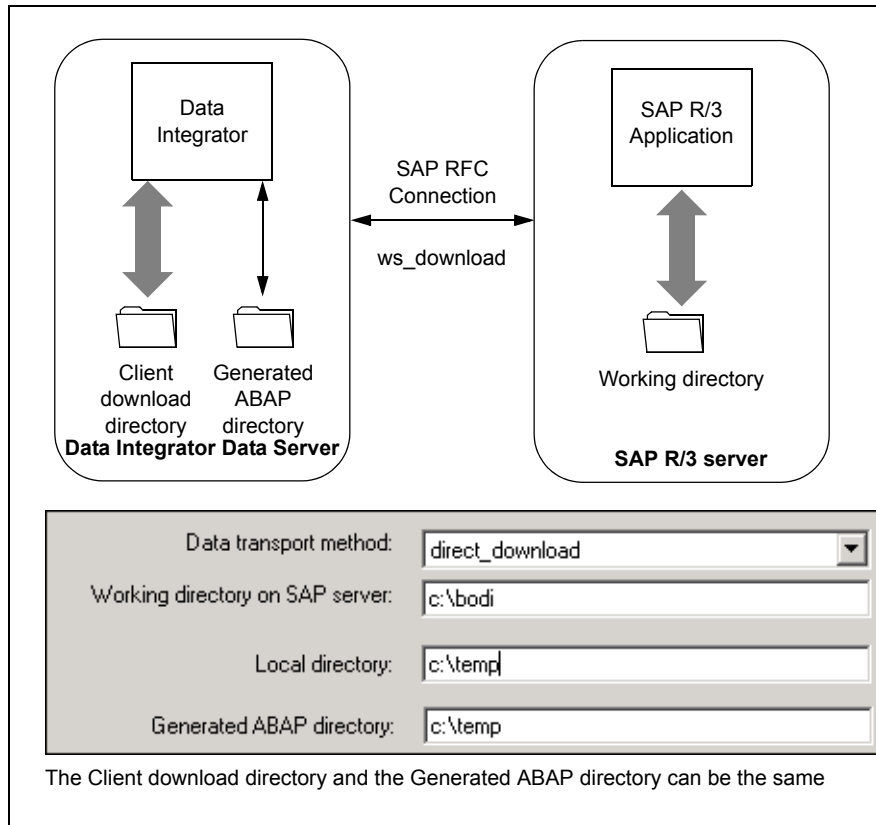 Data
Integrator
SAP R/3
Application
SAP RFC
Connection
ws_download
Client
download
directory
Generated
ABAP
directory
Working directory
Data Integrator Data Server
SAP R/3 server
Data transport method: direct_download
Working directory on SAP server: c:\bodi
Local directory: c:\temp
Generated ABAP directory: c:\temp
The Client download directory and the Generated ABAP directory can be the same